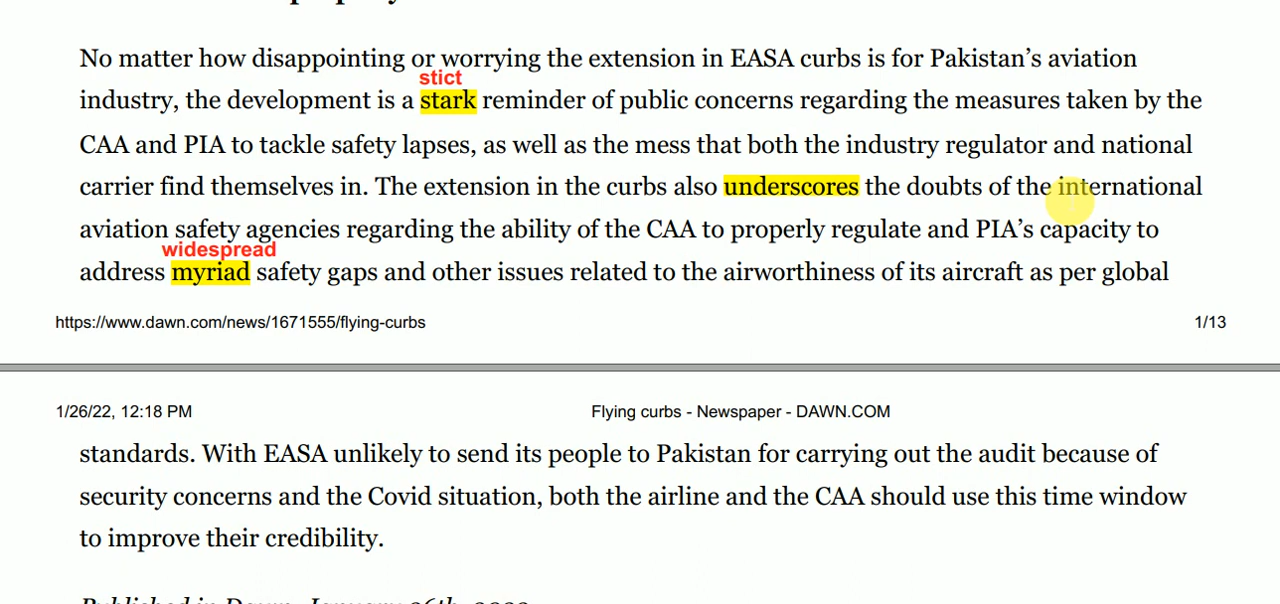 No matter how disappointing or worrying the extension in EASA curbs is for Pakistan’s aviation
stict
industry, the development is a stark reminder of public concerns regarding the measures taken by the
CAA and PIA to tackle safety lapses, as well as the mess that both the industry regulator and national
carrier find themselves in. The extension in the curbs also underscores the doubts of the international
aviation safety agencies regarding the ability of the CAA to properly regulate and PIA’s capacity to
widespread
address myriad safety gaps and other issues related to the airworthiness of its aircraft as per global
https://www.dawn.com/news/1671555/flying-curbs 1/13
1/26/22, 12:18 PM Flying curbs - Newspaper - DAWN.COM
standards. With EASA unlikely to send its people to Pakistan for carrying out the audit because of
security concerns and the Covid situation, both the airline and the CAA should use this time window
to improve their credibility.
Published in Dawn, January 26th, 2022